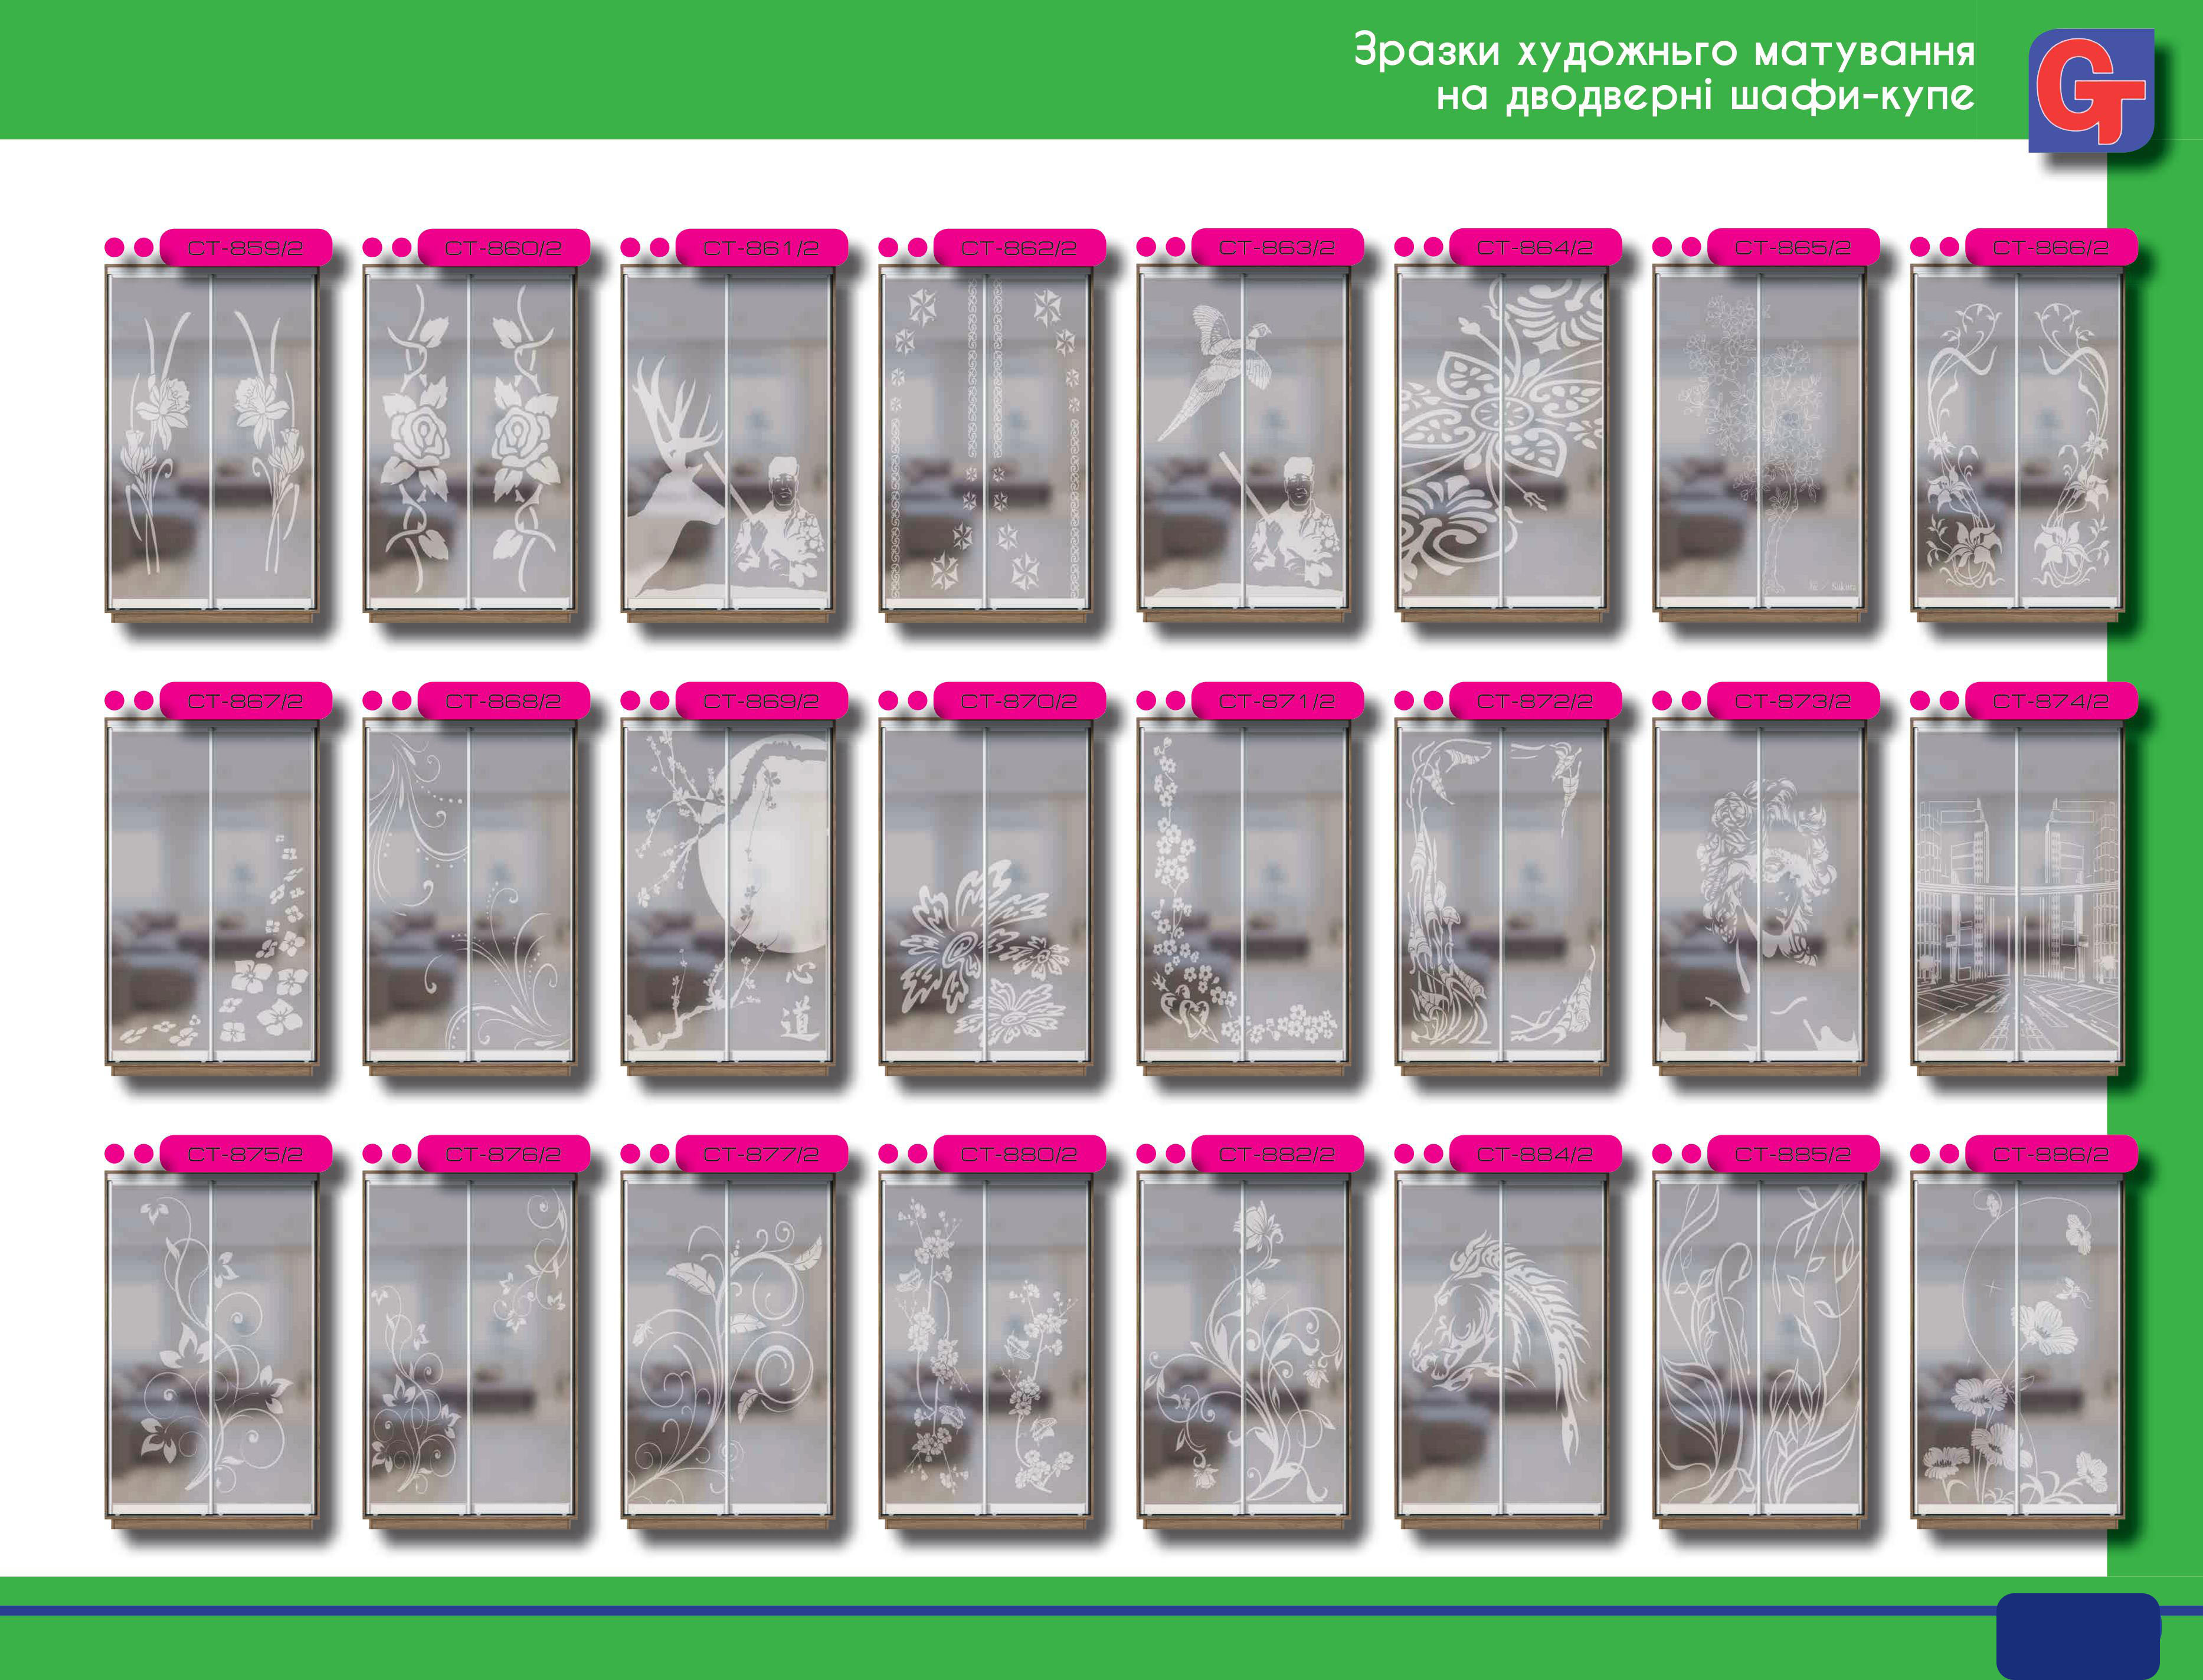 Зразки художнього матування
на дводверні шафи-купе
GT
СТ-859/2 СТ-860/2 СТ-861/2 СТ-862/2 СТ-863/2 СТ-864/2 СТ-865/2 СТ-866/2
Sakura
СТ-867/2 СТ-868/2 СТ-869/2 СТ-870/2 СТ-871/2 СТ-872/2 СТ-873/2 СТ-874/2
心
道
СТ-875/2 СТ-876/2 СТ-877/2 СТ-880/2 СТ-882/2 СТ-884/2 СТ-885/2 СТ-886/2